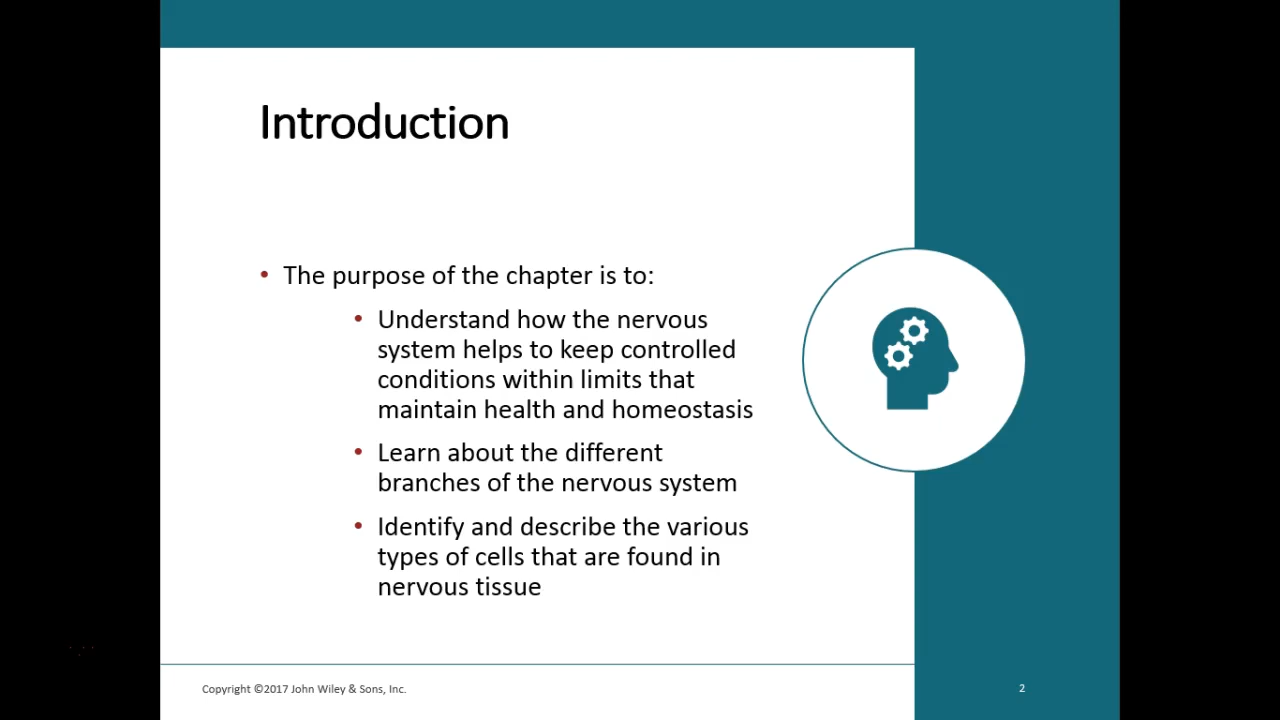 Introduction
• The purpose of the chapter is to:
• Understand how the nervous
system helps to keep controlled
conditions within limits that
maintain health and homeostasis
• Learn about the different
branches of the nervous system
• Identify and describe the various
types of cells that are found in
nervous tissue
Copyright ©2017 John Wiley & Sons, Inc.
2